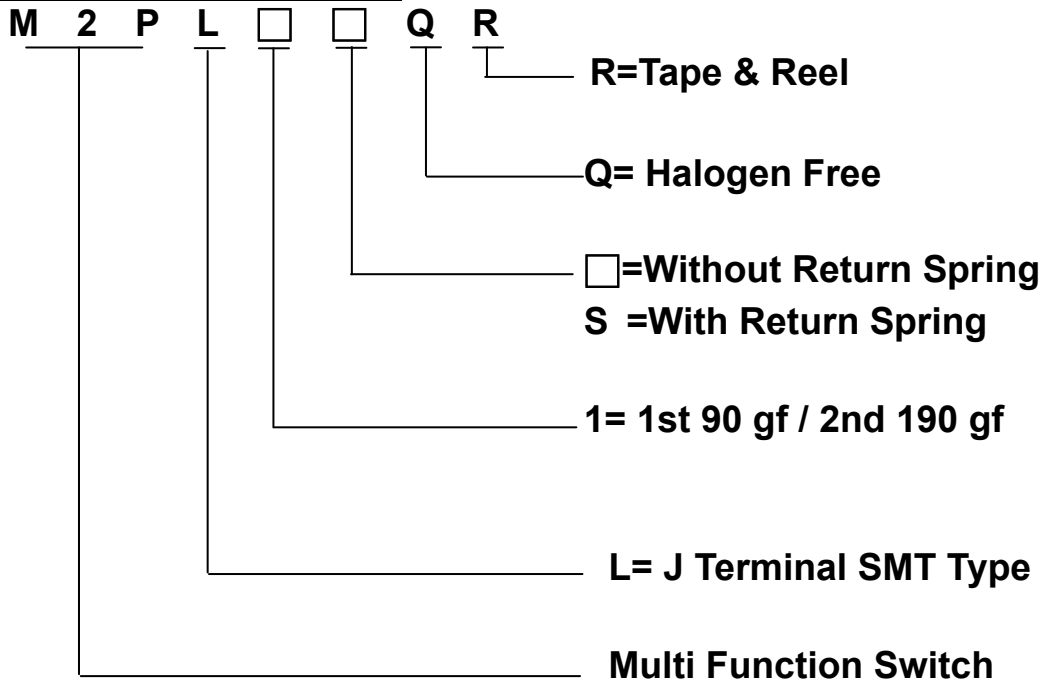 M 2 P L □ □ Q R
R=Tape & Reel
Q= Halogen Free
□=Without Return Spring
S =With Return Spring
1= 1st 90 gf / 2nd 190 gf
L= J Terminal SMT Type
Multi Function Switch